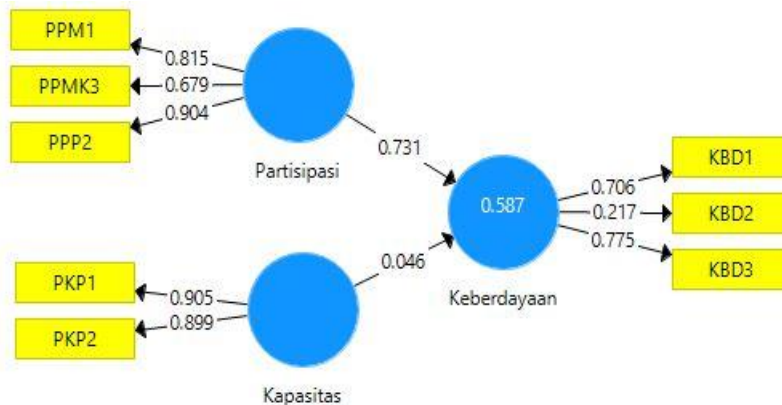 PPM1
0.815
PPMK3
0.679
PPP2
0.904
Partisipasi
0.731
PKP1
0.905
PKP2
0.899
Kapasitas
0.046
0.587
Keberdayaan
KBD1
0.706
KBD2
0.217
KBD3
0.775